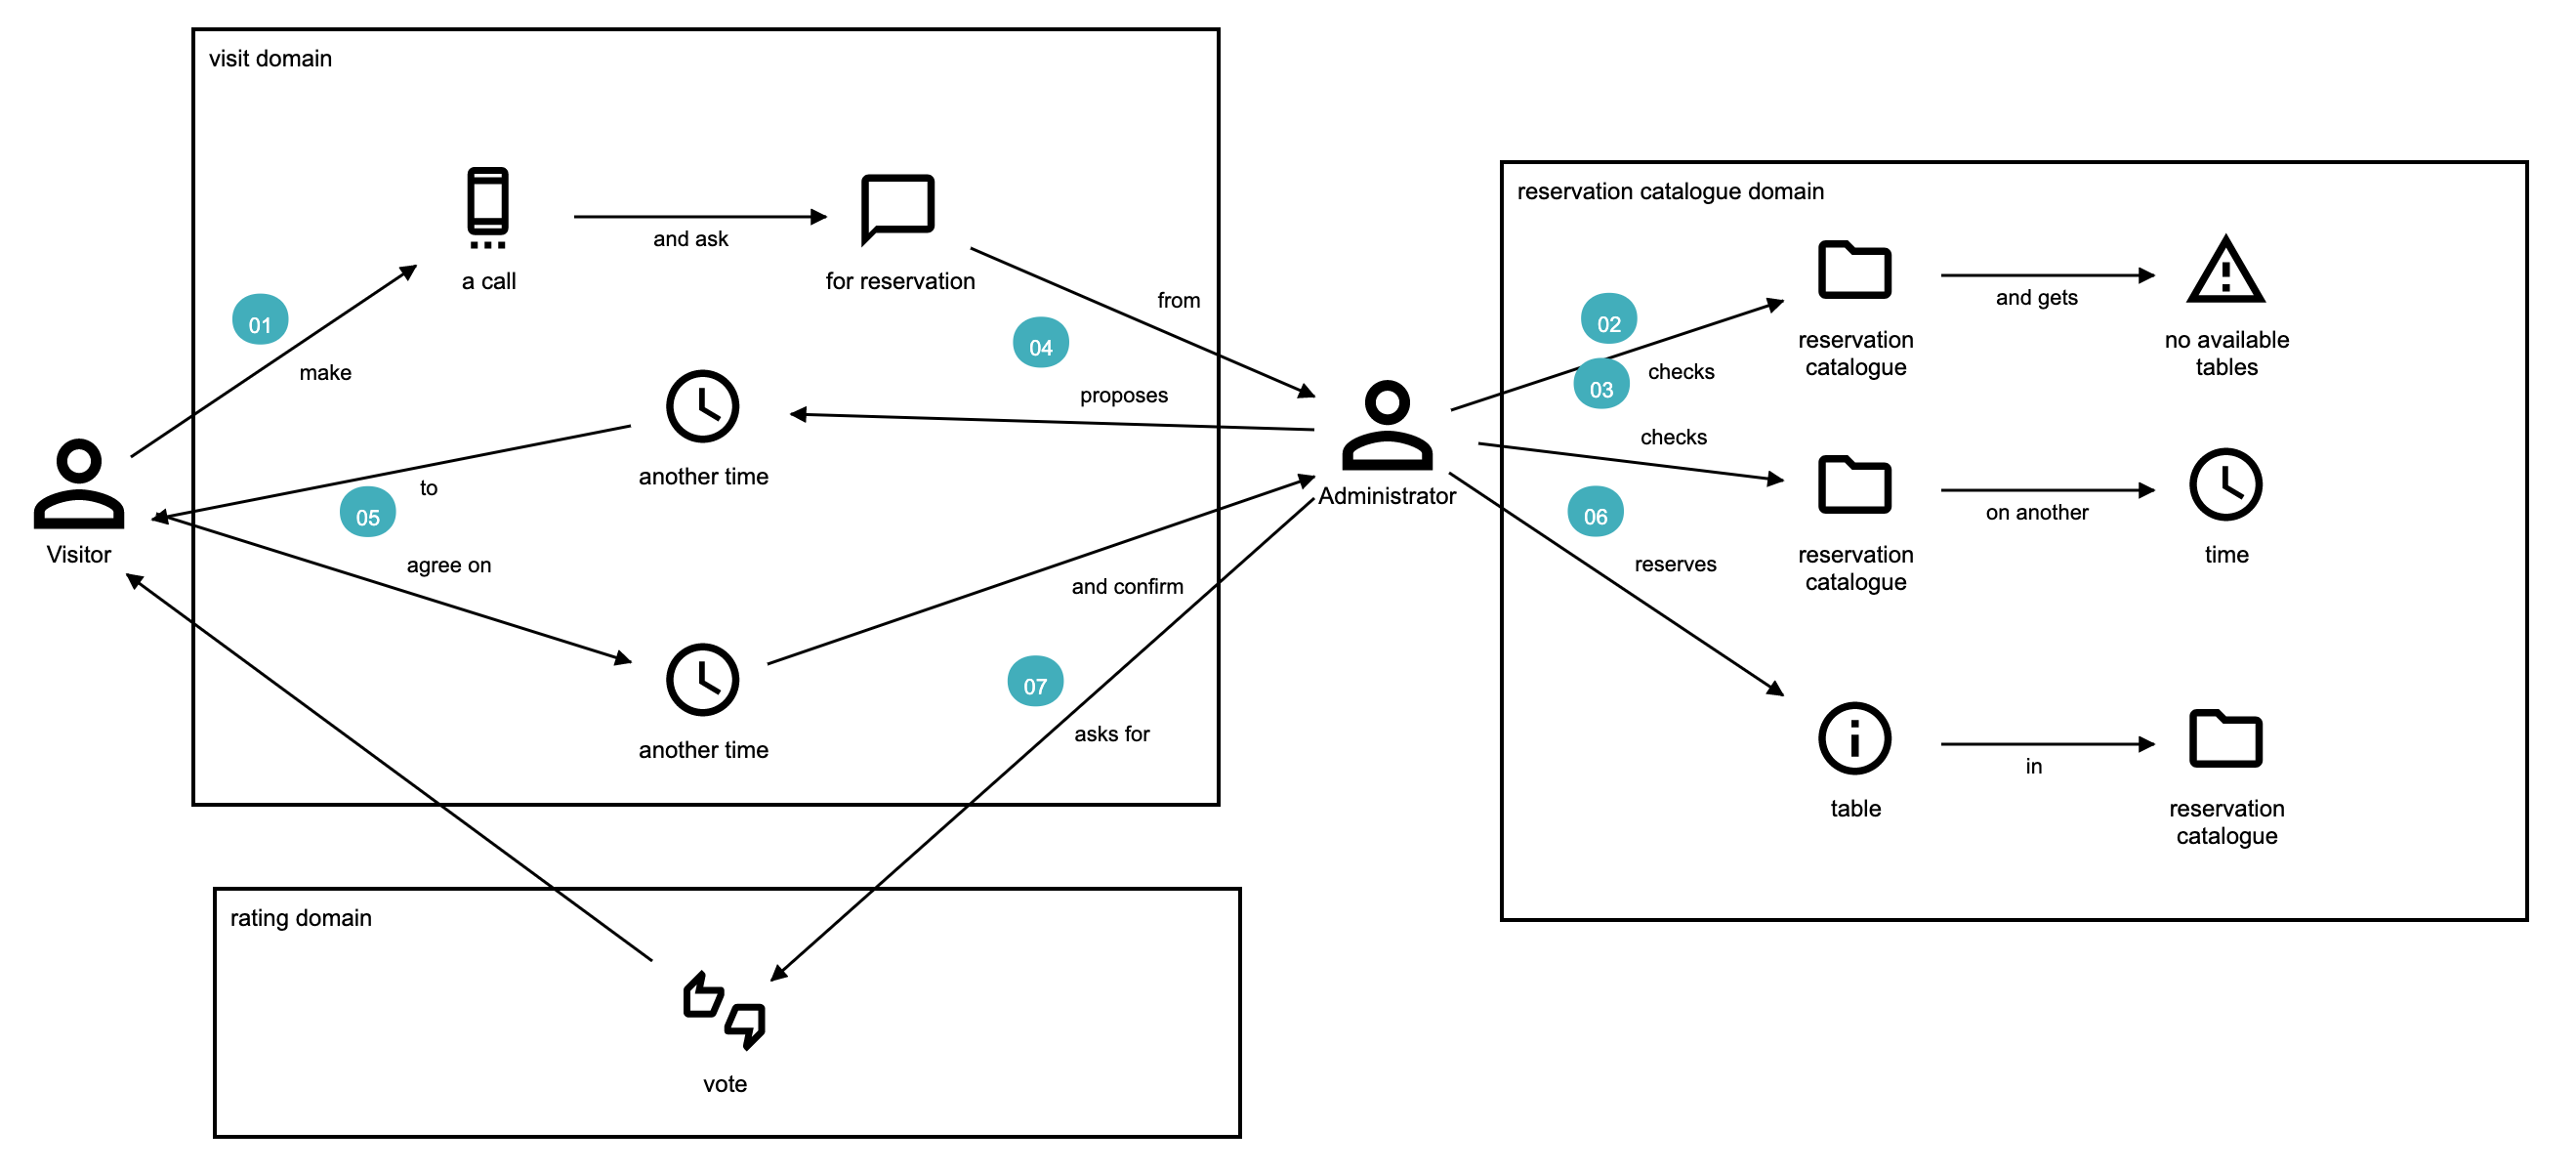 visit domain
a call
and ask
for reservation
from
01
make
04
proposes
another time
to
05
Visitor
agree on
and confirm
another time
07
asks for
Administrator
reservation catalogue domain
02
checks
reservation
catalogue
and gets
no available
tables
03
checks
reservation
catalogue
on another
time
06
reserves
table
in
reservation
catalogue
rating domain
vote